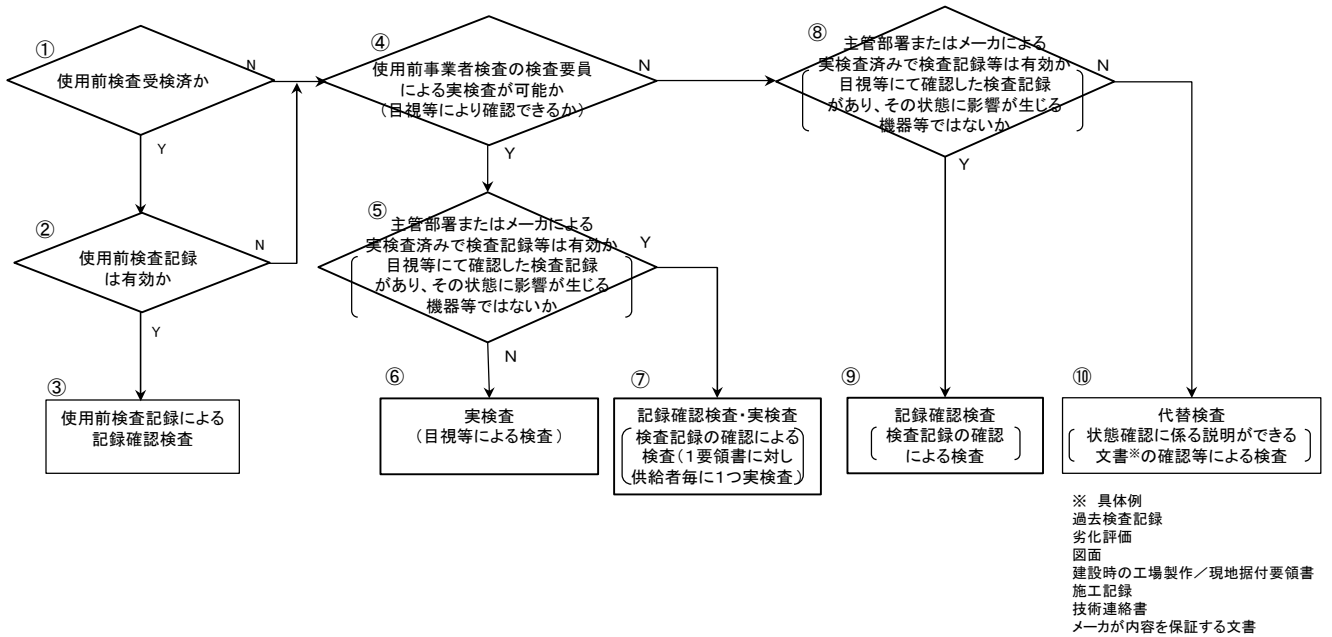 ①
使用前検査受検済か
N
Y
②
使用前検査記録
は有効か
N
Y
③
使用前検査記録による
記録確認検査
④
使用前事業者検査の検査要員
による実検査が可能か
(目視等により確認できるか)
N
Y
⑤
主管部署またはメーカによる
実検査済みで検査記録等は有効か
目視等にて確認した検査記録
があり、その状態に影響が生じる
機器等ではないか
Y
N
⑥
実検査
(目視等による検査)
⑦
記録確認検査・実検査
検査記録の確認による
検査(1要領書に対し
供給者毎に1つ実検査)
⑧
主管部署またはメーカによる
実検査済みで検査記録等は有効か
目視等にて確認した検査記録
があり、その状態に影響が生じる
機器等ではないか
N
Y
⑨
記録確認検査
検査記録の確認
による検査
⑩
代替検査
状態確認に係る説明ができる
文書※の確認等による検査
※ 具体例
過去検査記録
劣化評価
図面
建設時の工場製作/現地据付要領書
施工記録
技術連絡書
メーカが内容を保証する文書